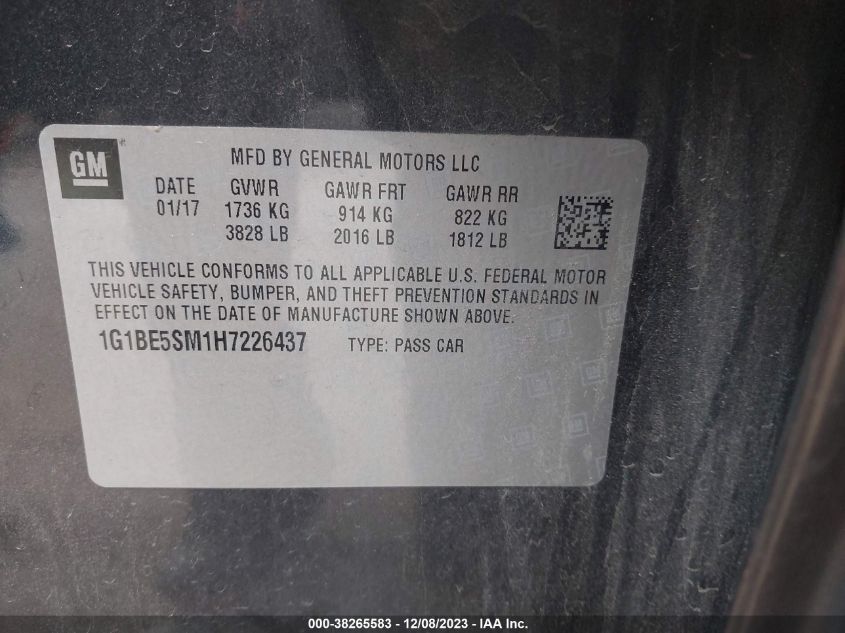 GM
MFD BY GENERAL MOTORS LLC
DATE GVWR GAWR FRT GAWR RR
01/17 1736 KG 914 KG 822 KG
3828 LB 2016 LB 1812 LB
THIS VEHICLE CONFORMS TO ALL APPLICABLE U.S. FEDERAL MOTOR
VEHICLE SAFETY, BUMPER, AND THEFT PREVENTION STANDARDS IN
EFFECT ON THE DATE OF MANUFACTURE SHOWN ABOVE.
1G1BE5SM1H7226437 TYPE: PASS CAR
000-38265583 - 12/08/2023 - IAA Inc.